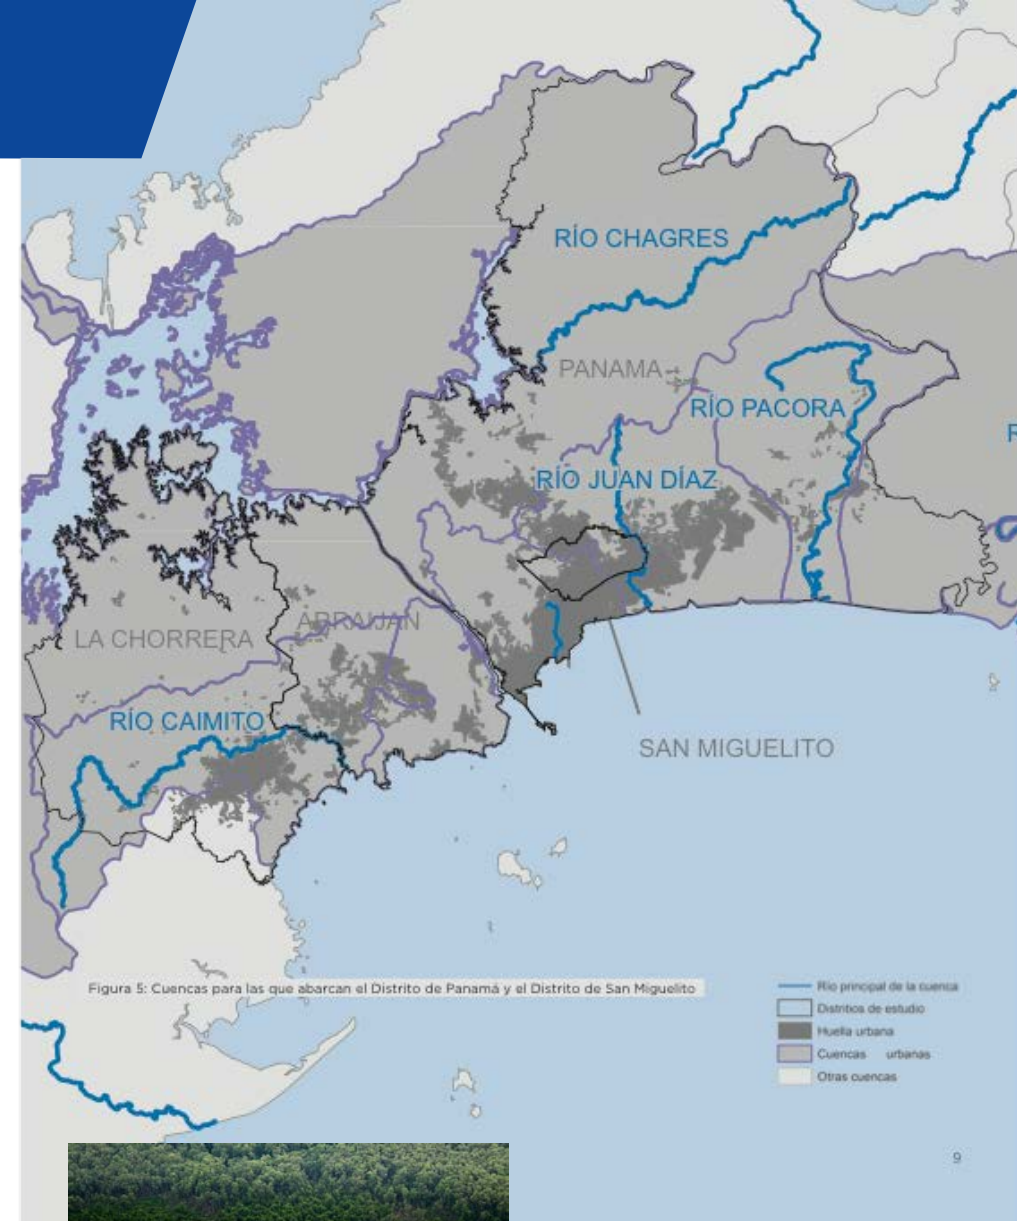 RÍO CHAGRES
PANAMA
RÍO PACORA
R
RÍO JUAN DÍAZ
ARRAIJAN
LA CHORRERA
RÍO CAIMITO
SAN MIGUELITO
Figura 5: Cuencas para las que abarcan el Distrito de Panamá y el Distrito de San Miguelito
Río principal de la cuenca
Distritios de estudio
Huella urbana
Cuencas urbanas
Otras cuencas
9